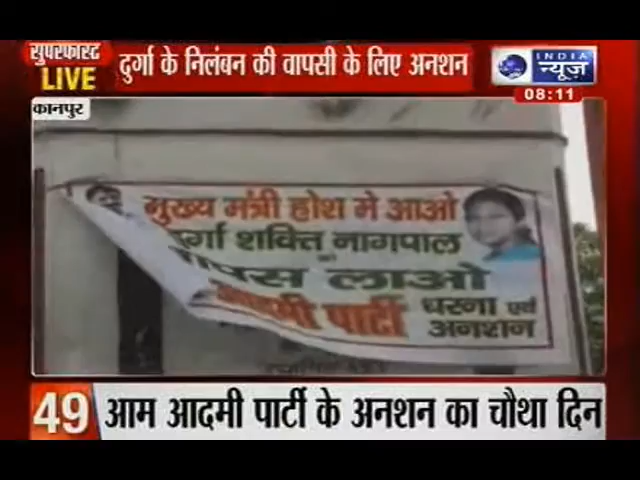 सुपरफास्ट
LIVE
दुर्गा के निलंबन की वापसी के लिए अनशन
INDIA
न्यूज़
08:11
कानपुर
मुख्य मंत्री होश मे आओ
दुर्गा शक्ति नागपाल
को
वापस लाओ
आदमी पार्टी
धरना एवं
अनशन
49
आम आदमी पार्टी के अनशन का चौथा दिन